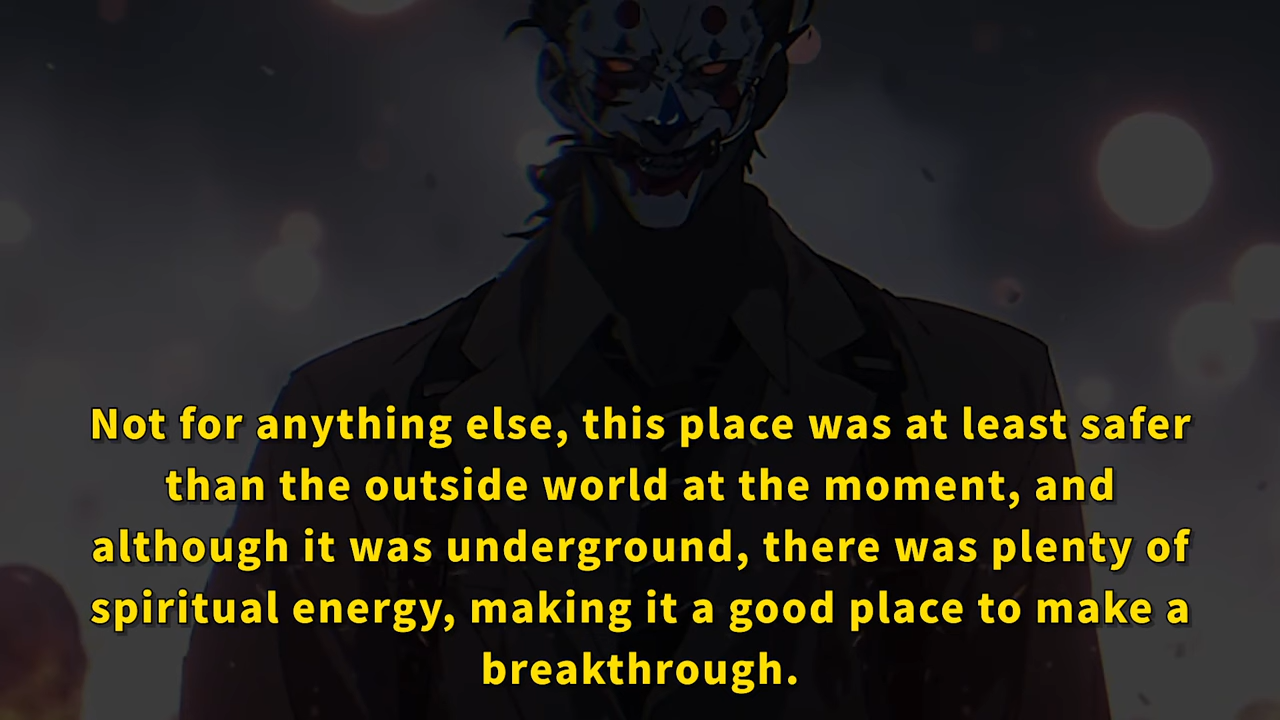 Not for anything else, this place was at least safer
than the outside world at the moment, and
although it was underground, there was plenty of
spiritual energy, making it a good place to make a
breakthrough.